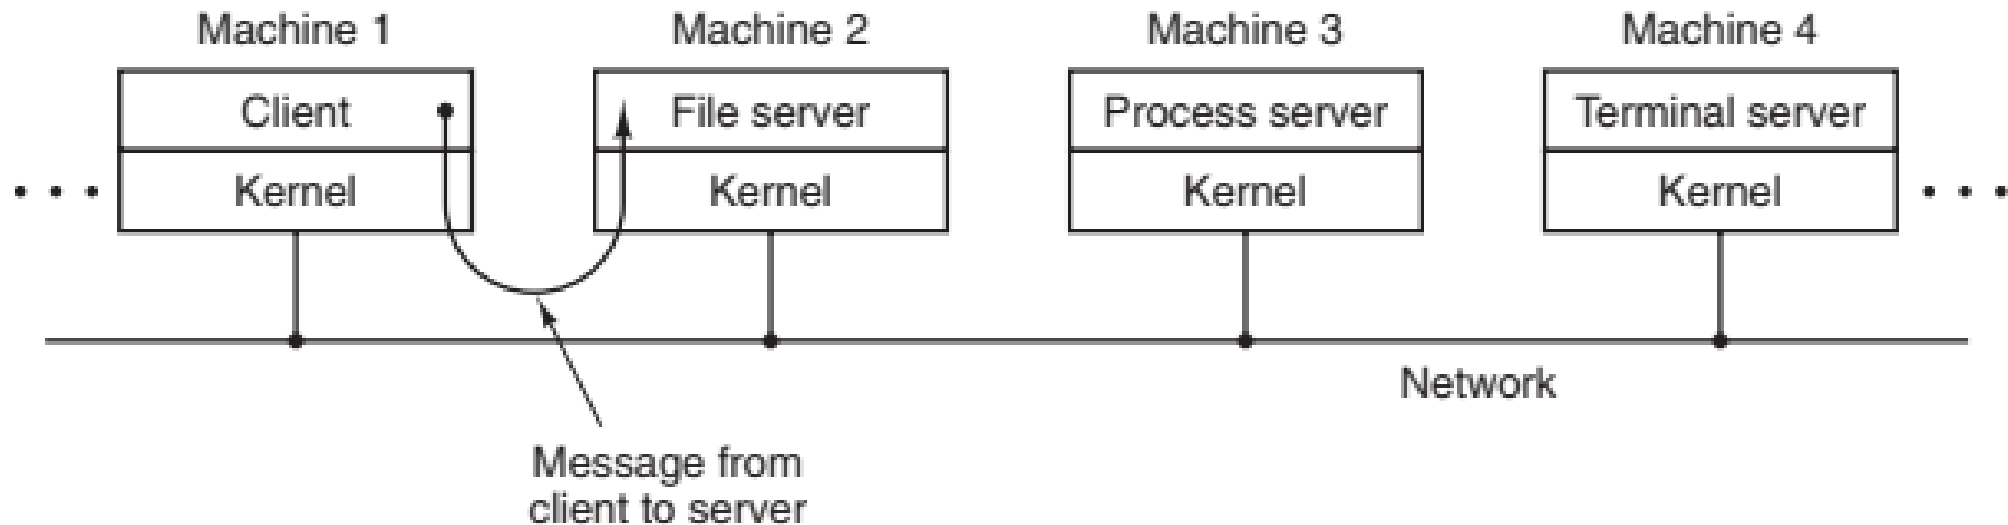 Machine 1
Machine 2
Machine 3
Machine 4
Client
File server
Process server
Terminal server
Kernel
Kernel
Kernel
Kernel
Network
Message from
client to server